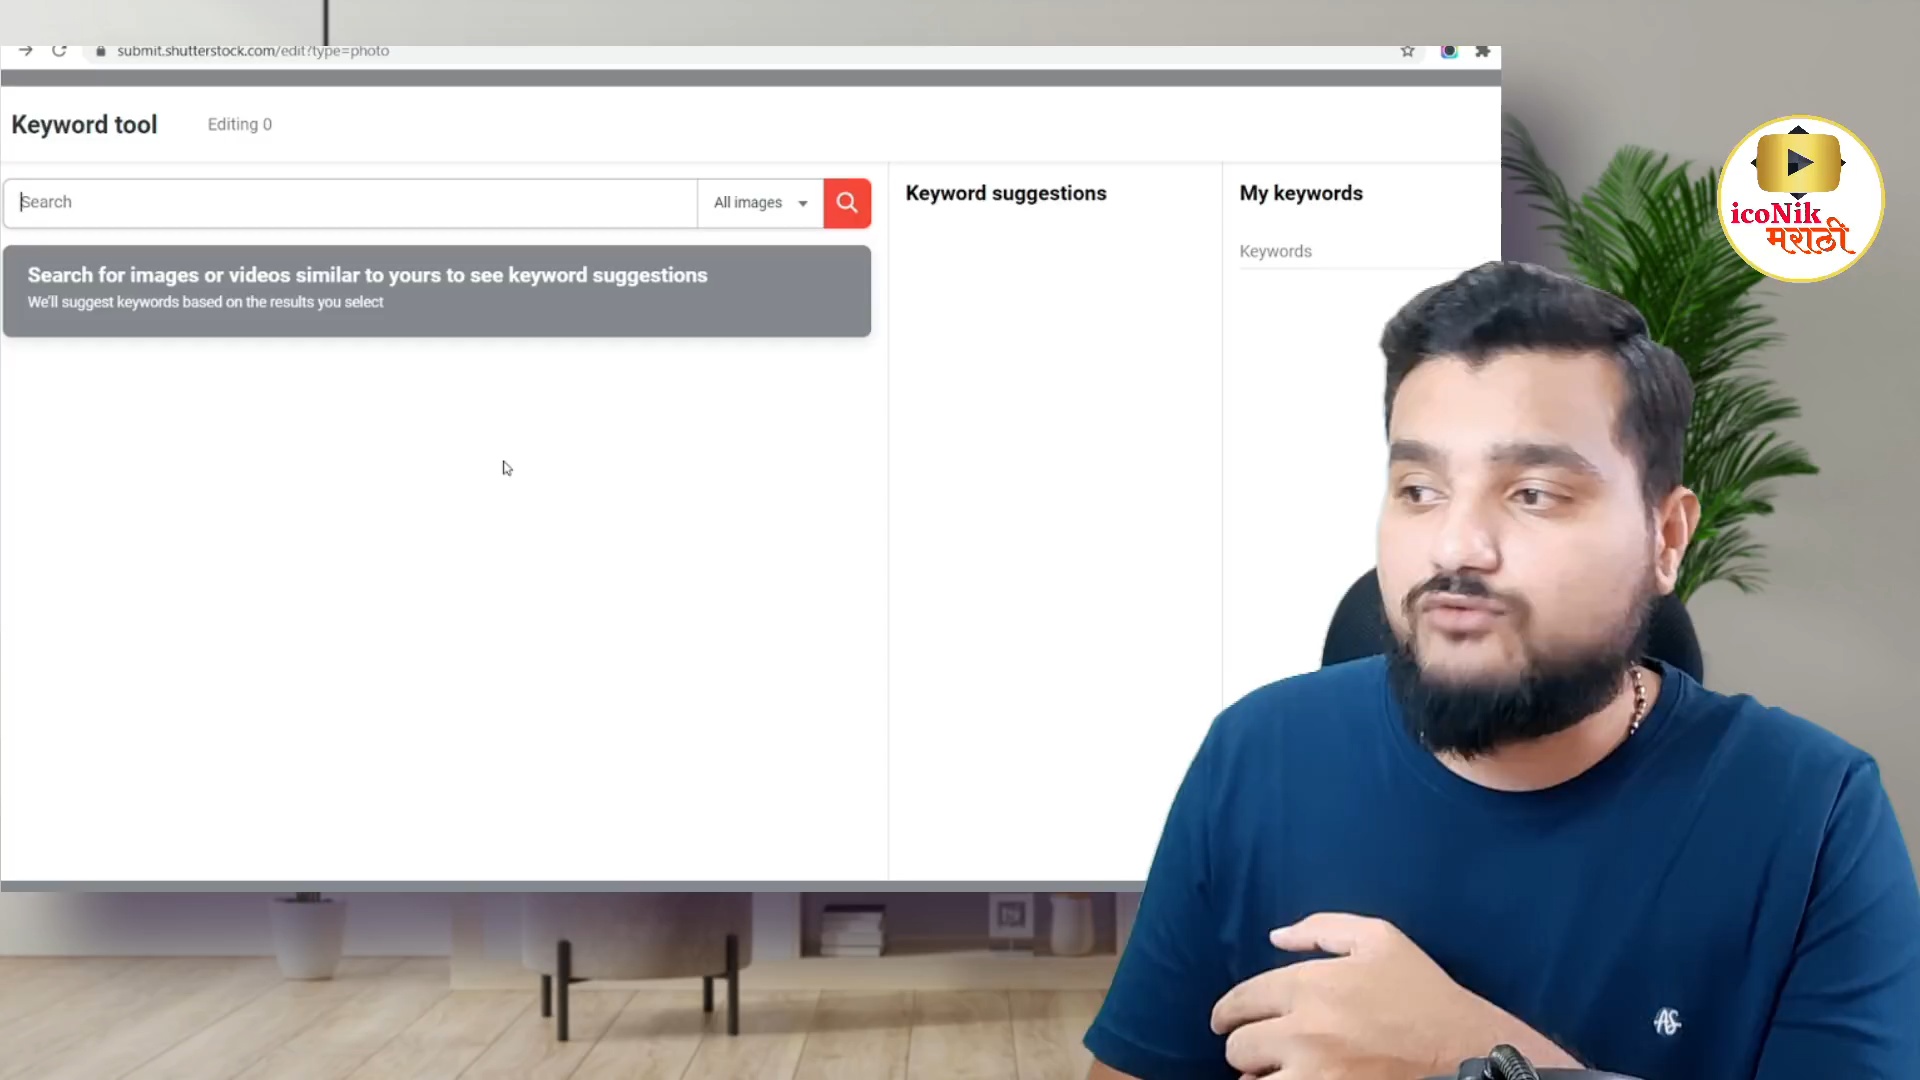 submit.shutterstock.com/edit?type=photo
Keyword tool
Editing 0
Search
All images
Keyword suggestions
My keywords
Keywords
Search for images or videos similar to yours to see keyword suggestions
We'll suggest keywords based on the results you select
icoNik
मराठी
AS